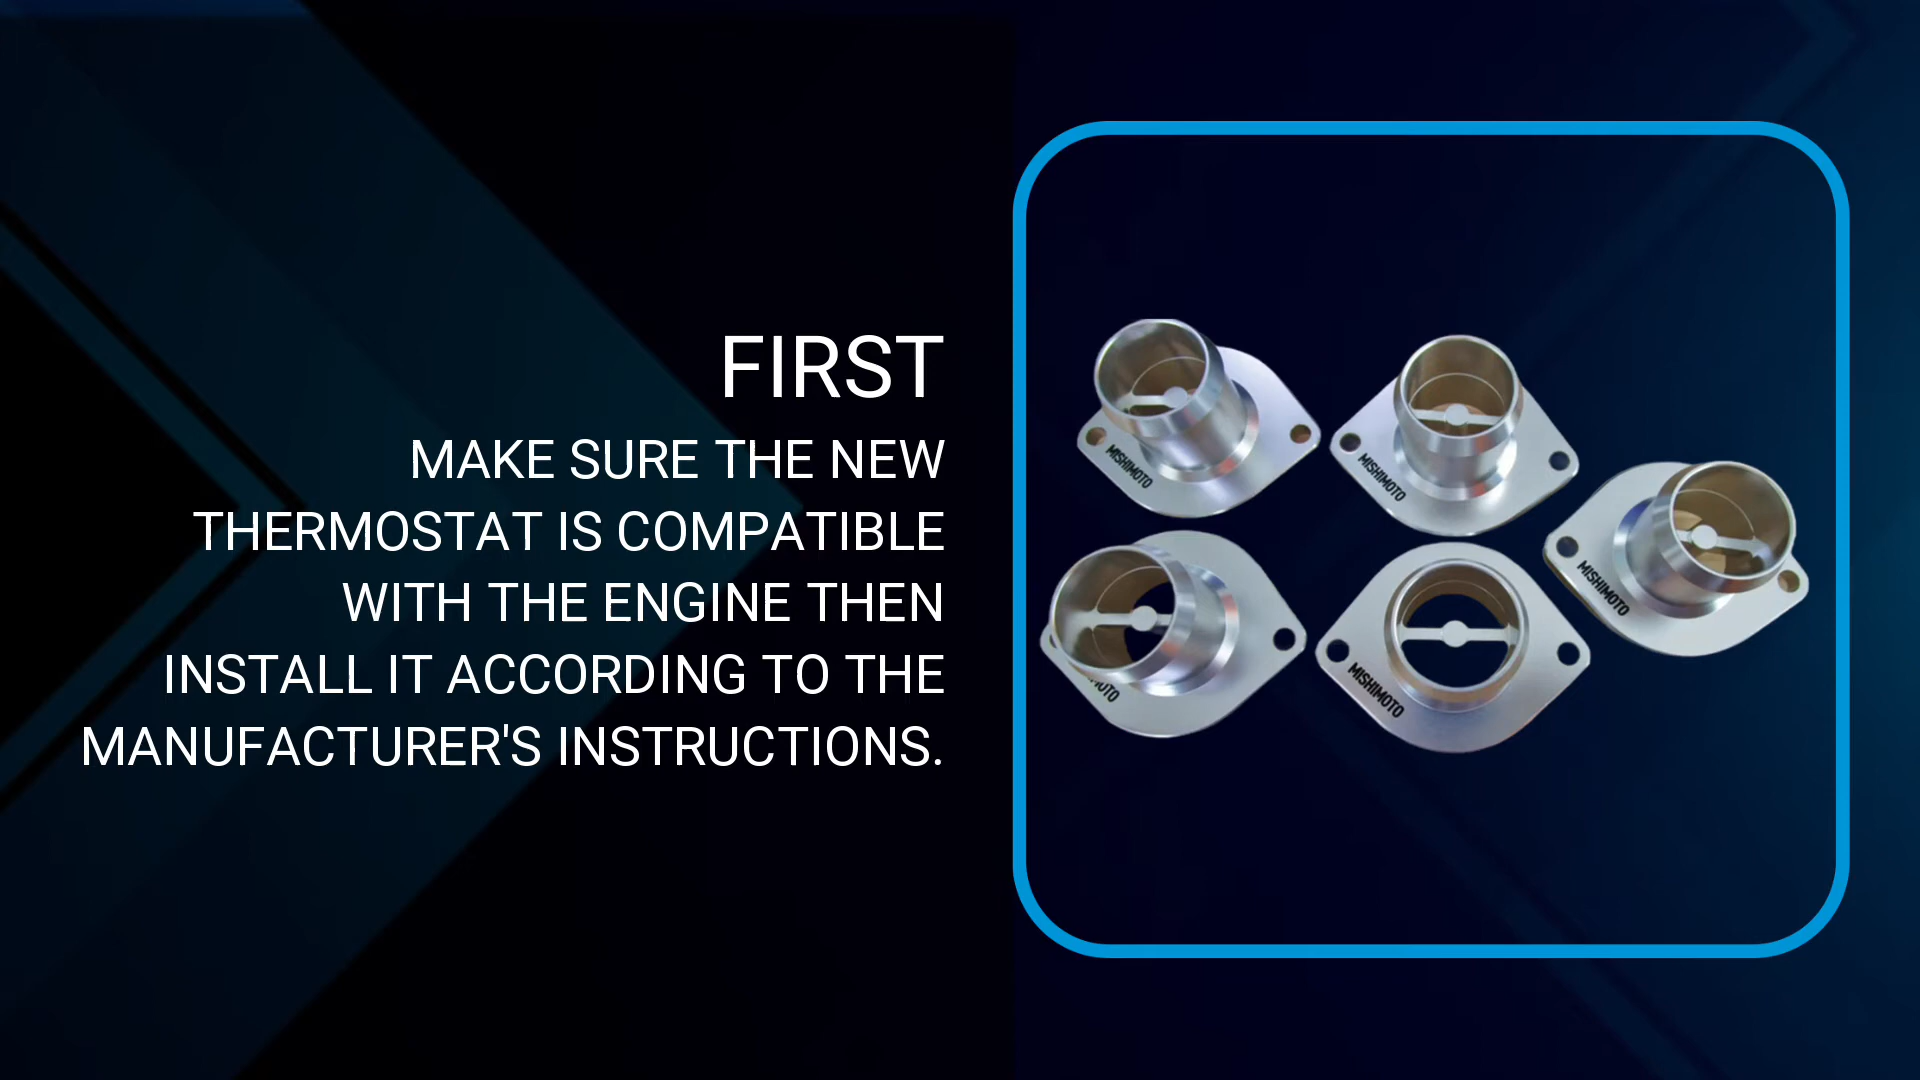 FIRST
MAKE SURE THE NEW
THERMOSTAT IS COMPATIBLE
WITH THE ENGINE THEN
INSTALL IT ACCORDING TO THE
MANUFACTURER'S INSTRUCTIONS.
MISHIMOTO
MISHIMOTO
MISHIMOTO
MISHIMOTO